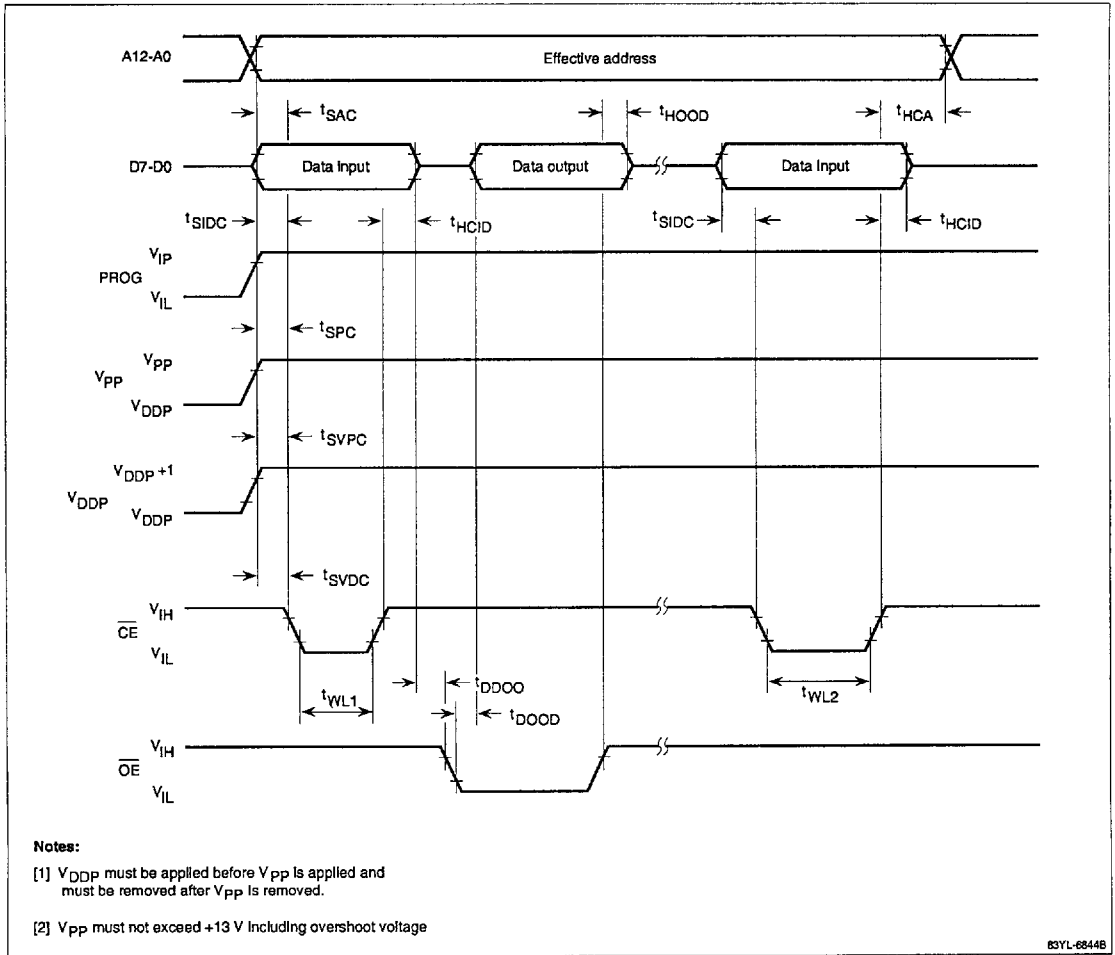 A12-A0
Effective address
tSAC
tHOOD
tHCA
D7-D0
Data Input
Data output
Data Input
tSIDC
tHCID
tSIDC
tHCID
VIP
PROG
VIL
tSPC
VPP
VPP
VDDP
tSVPC
VDDP +1
VDDP
VDDP
tSVDC
VIH
CE
VIL
tWL1
tDDOO
tWL2
tDOOD
VIH
OE
VIL
Notes:
[1] VDDP must be applied before VPP is applied and
must be removed after VPP is removed.
[2] VPP must not exceed +13 V including overshoot voltage
83YL-6844B